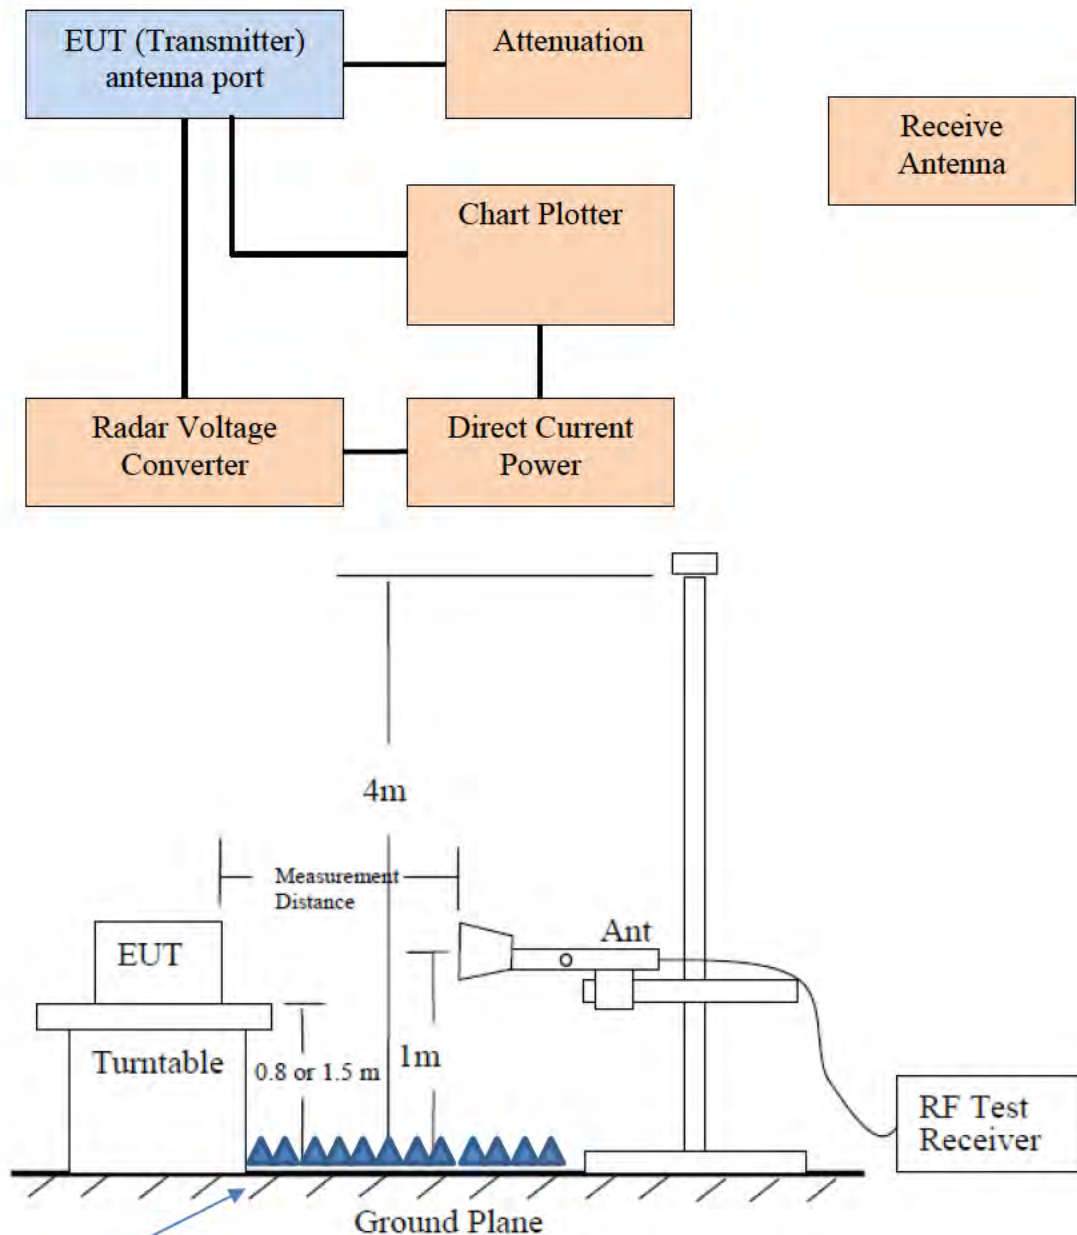 EUT (Transmitter)
antenna port
Attenuation
Receive
Antenna
Chart Plotter
Radar Voltage
Converter
Direct Current
Power
4m
Measurement
Distance
Ant
EUT
Turntable
0.8 or 1.5 m
1m
RF Test
Receiver
Ground Plane